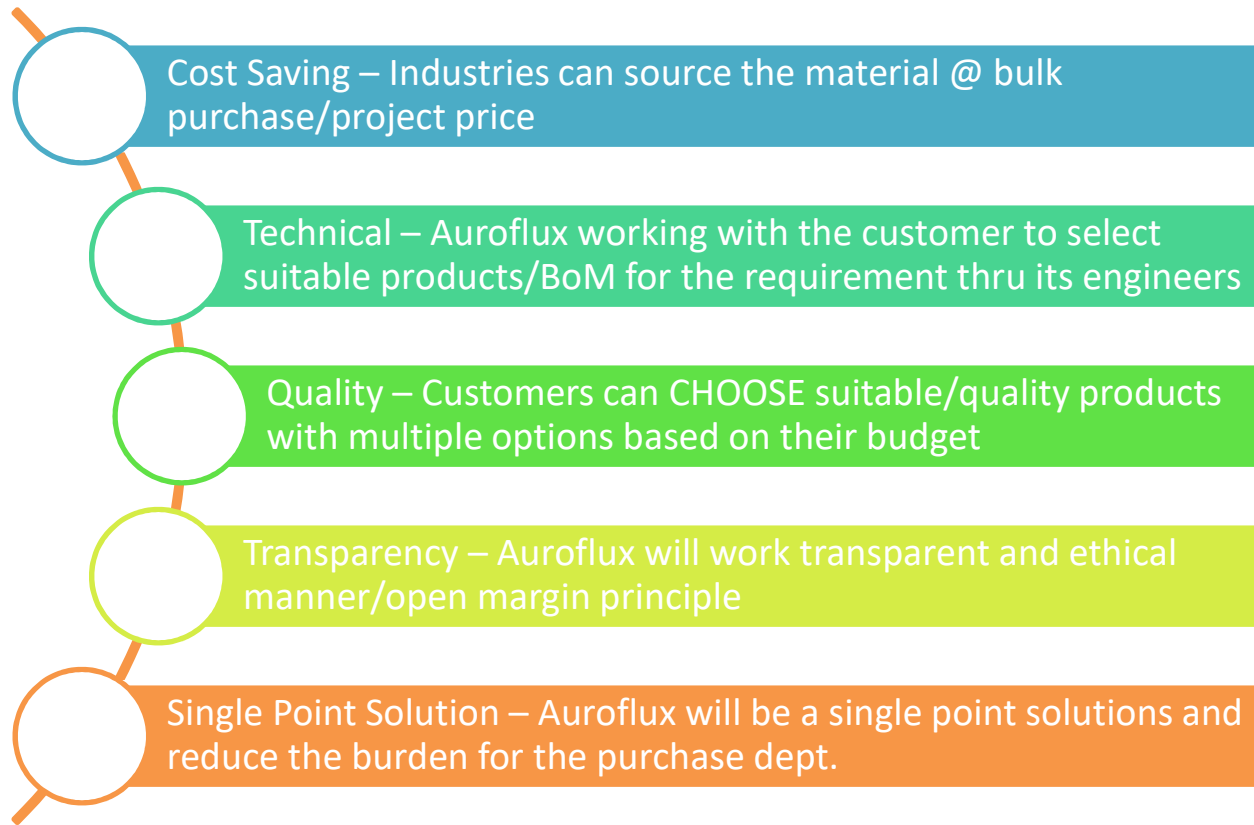 Cost Saving – Industries can source the material @ bulk
purchase/project price
Technical – Auroflux working with the customer to select
suitable products/BoM for the requirement thru its engineers
Quality – Customers can CHOOSE suitable/quality products
with multiple options based on their budget
Transparency – Auroflux will work transparent and ethical
manner/open margin principle
Single Point Solution – Auroflux will be a single point solutions and
reduce the burden for the purchase dept.